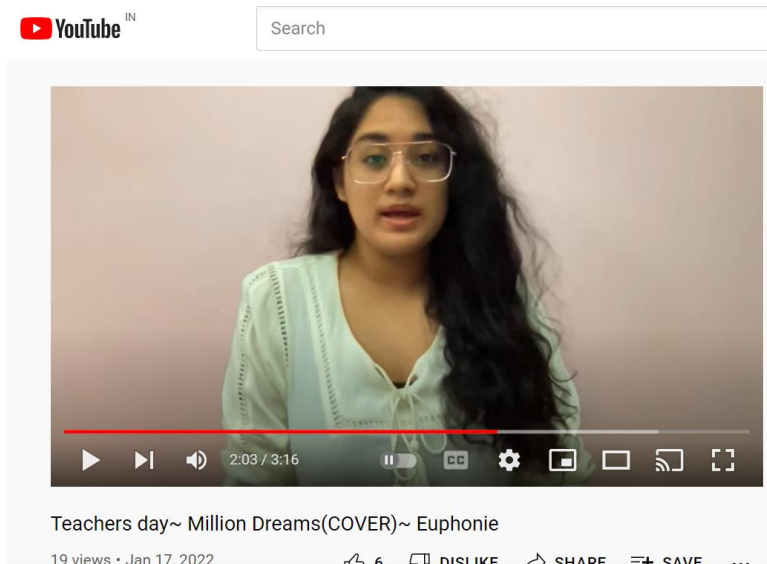 YouTube IN
Search
2:03 / 3:16
CC
Teachers day~ Million Dreams(COVER)~ Euphonie
19 views • Jan 17, 2022
6 DISLIKE SHARE SAVE ...